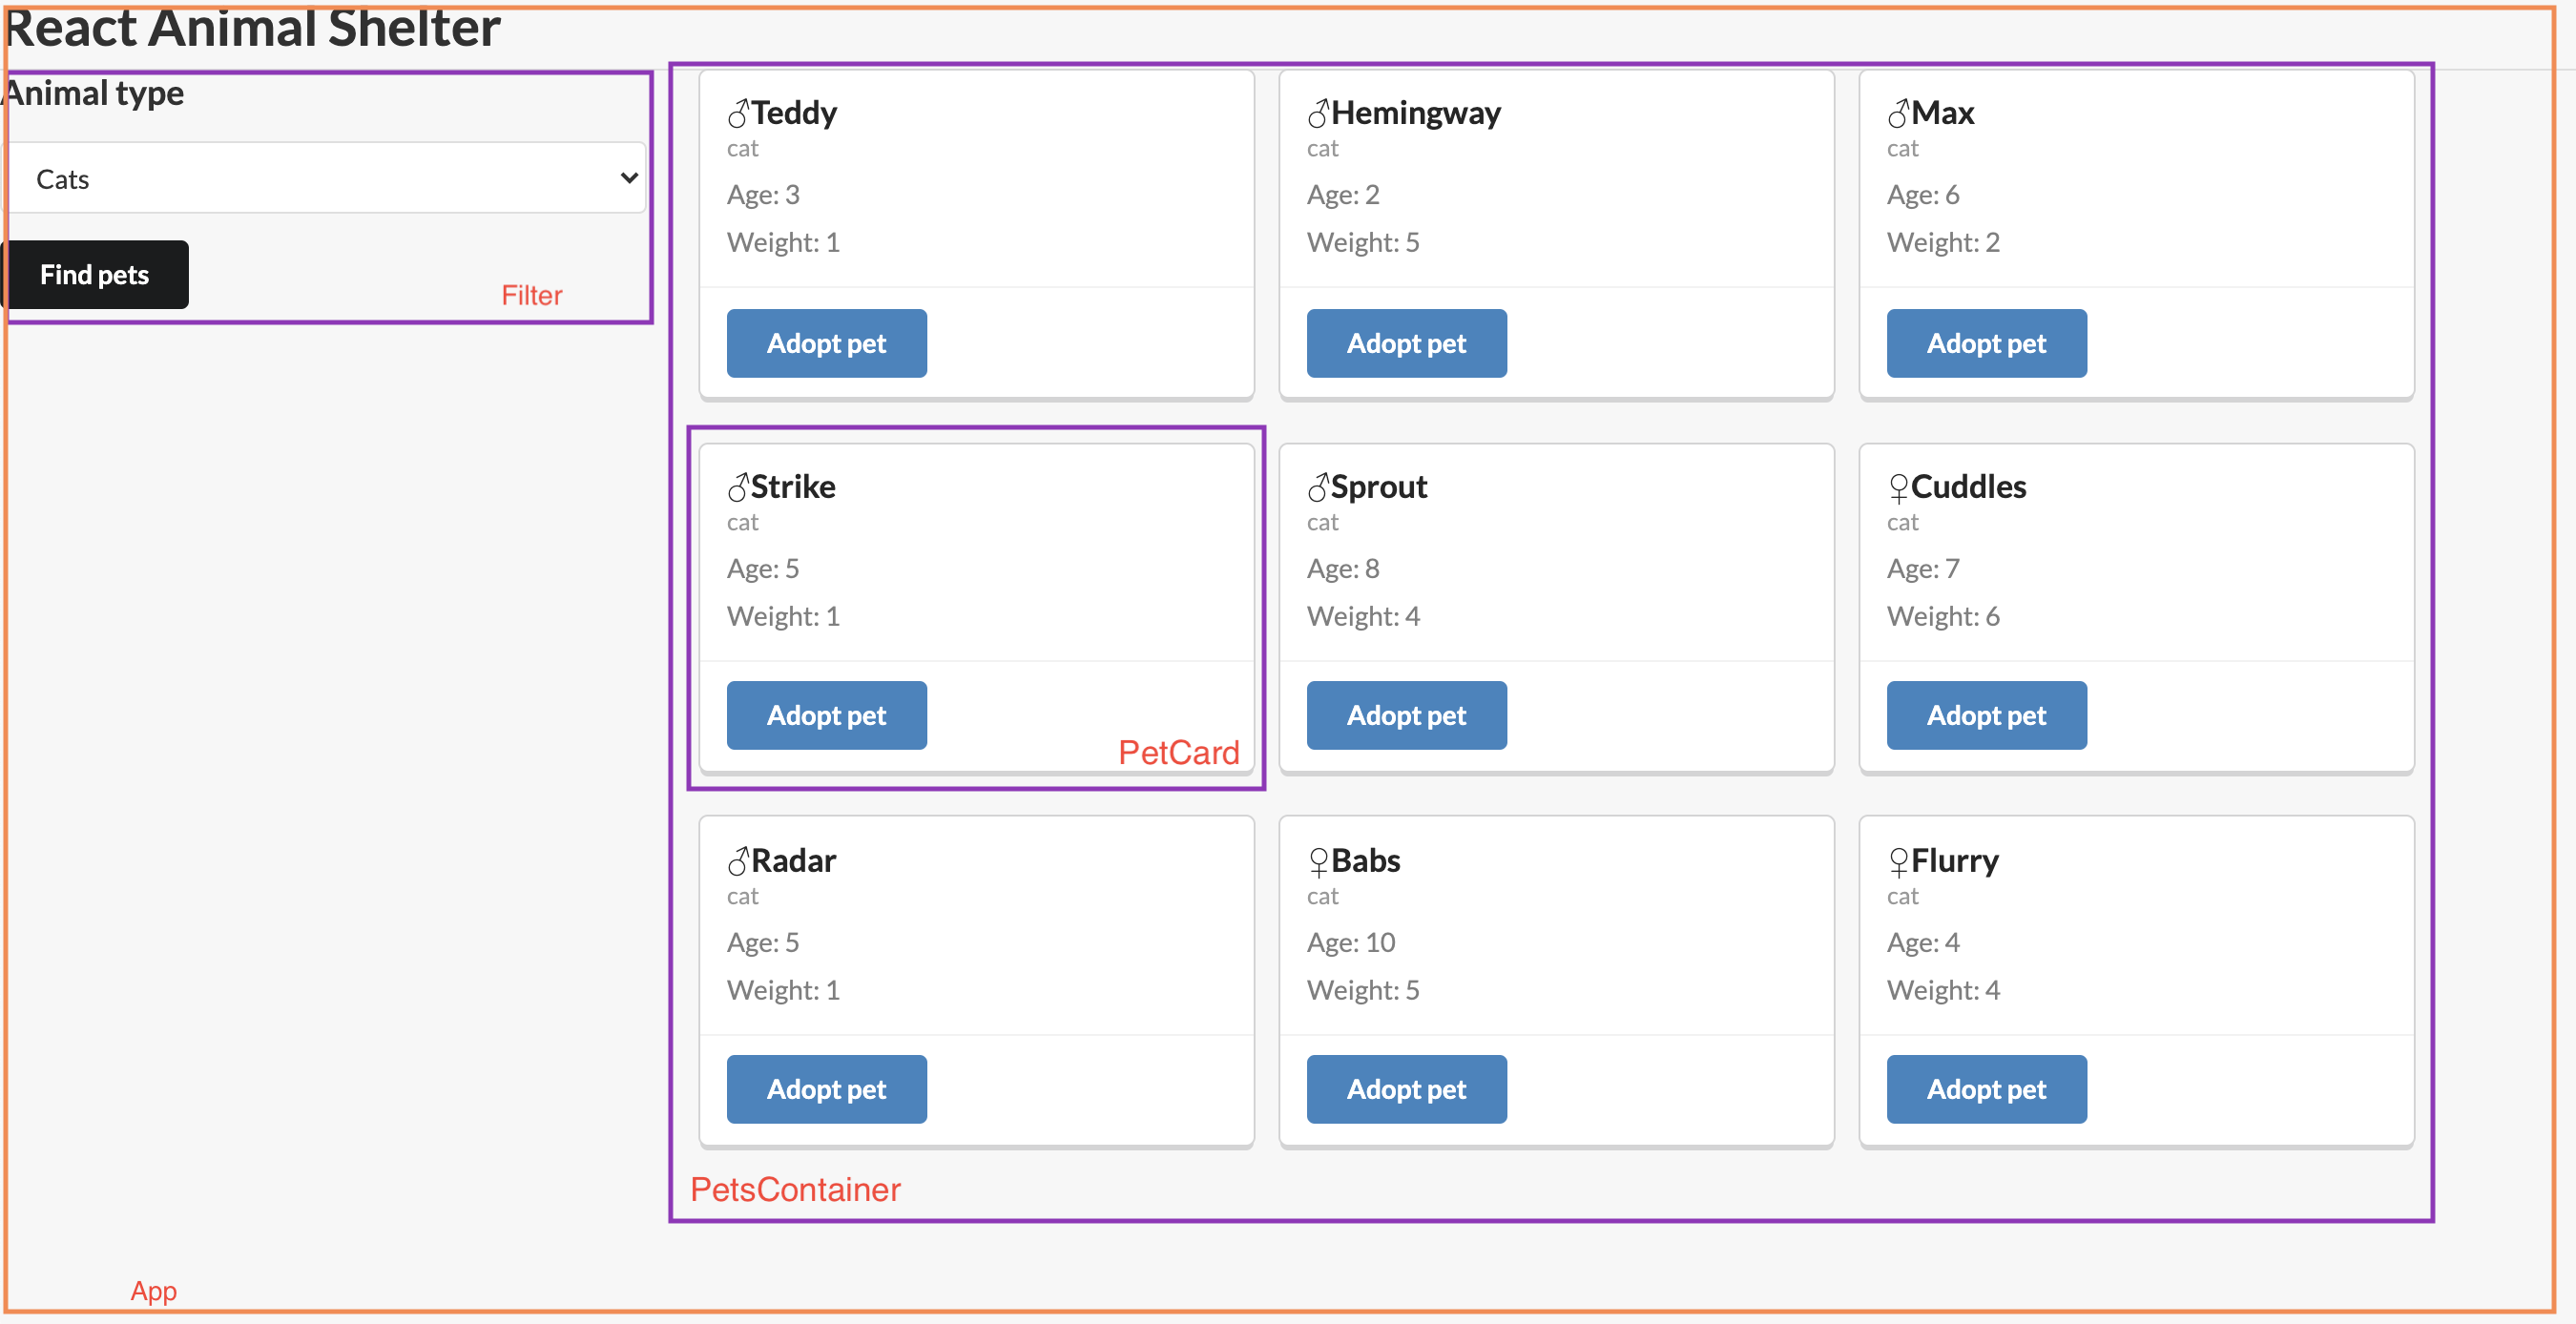 React Animal Shelter
Animal type
Cats
Find pets
Filter
♂Teddy
cat
Age: 3
Weight: 1
Adopt pet
♂Hemingway
cat
Age: 2
Weight: 5
Adopt pet
♂Max
cat
Age: 6
Weight: 2
Adopt pet
♂Strike
cat
Age: 5
Weight: 1
Adopt pet
PetCard
♂Sprout
cat
Age: 8
Weight: 4
Adopt pet
♀Cuddles
cat
Age: 7
Weight: 6
Adopt pet
♂Radar
cat
Age: 5
Weight: 1
Adopt pet
♀Babs
cat
Age: 10
Weight: 5
Adopt pet
♀Flurry
cat
Age: 4
Weight: 4
Adopt pet
PetsContainer
App